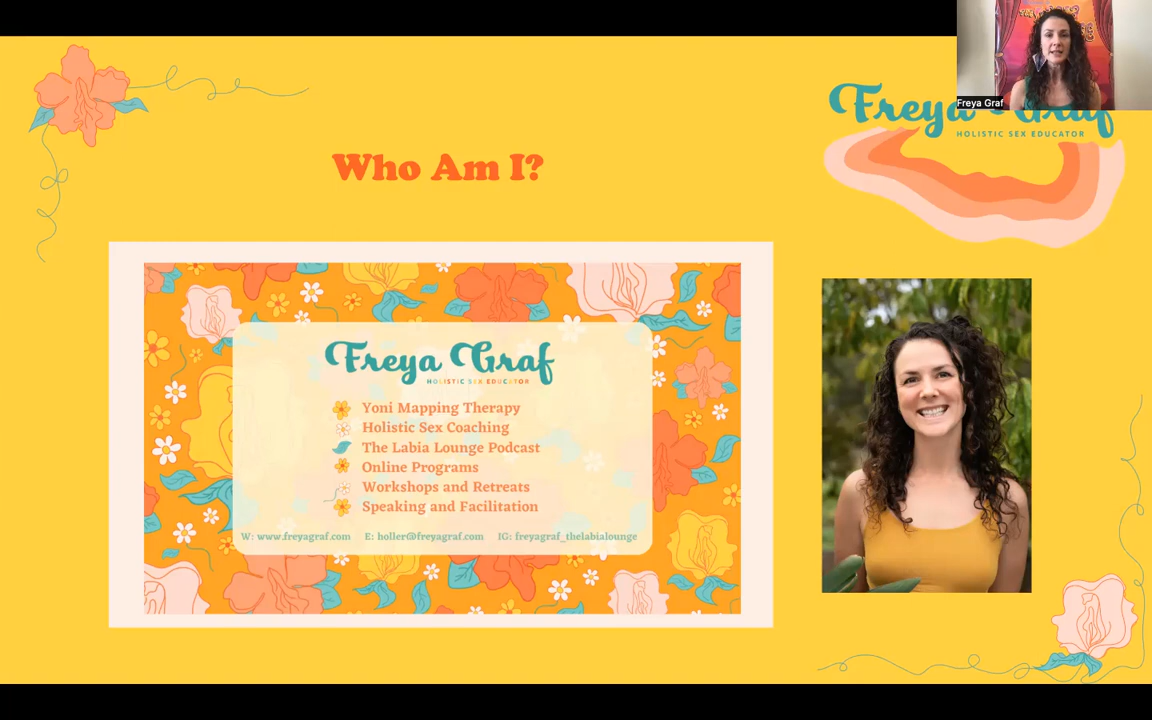 Freya Graf
Freya Graf
HOLISTIC SEX EDUCATOR
Who Am I?
Freya Graf
HOLISTIC SEX EDUCATOR
Yoni Mapping Therapy
Holistic Sex Coaching
The Labia Lounge Podcast
Online Programs
Workshops and Retreats
Speaking and Facilitation
W: www.freyagraf.com E: holler@freyagraf.com IG: freyagraf_thelabialounge